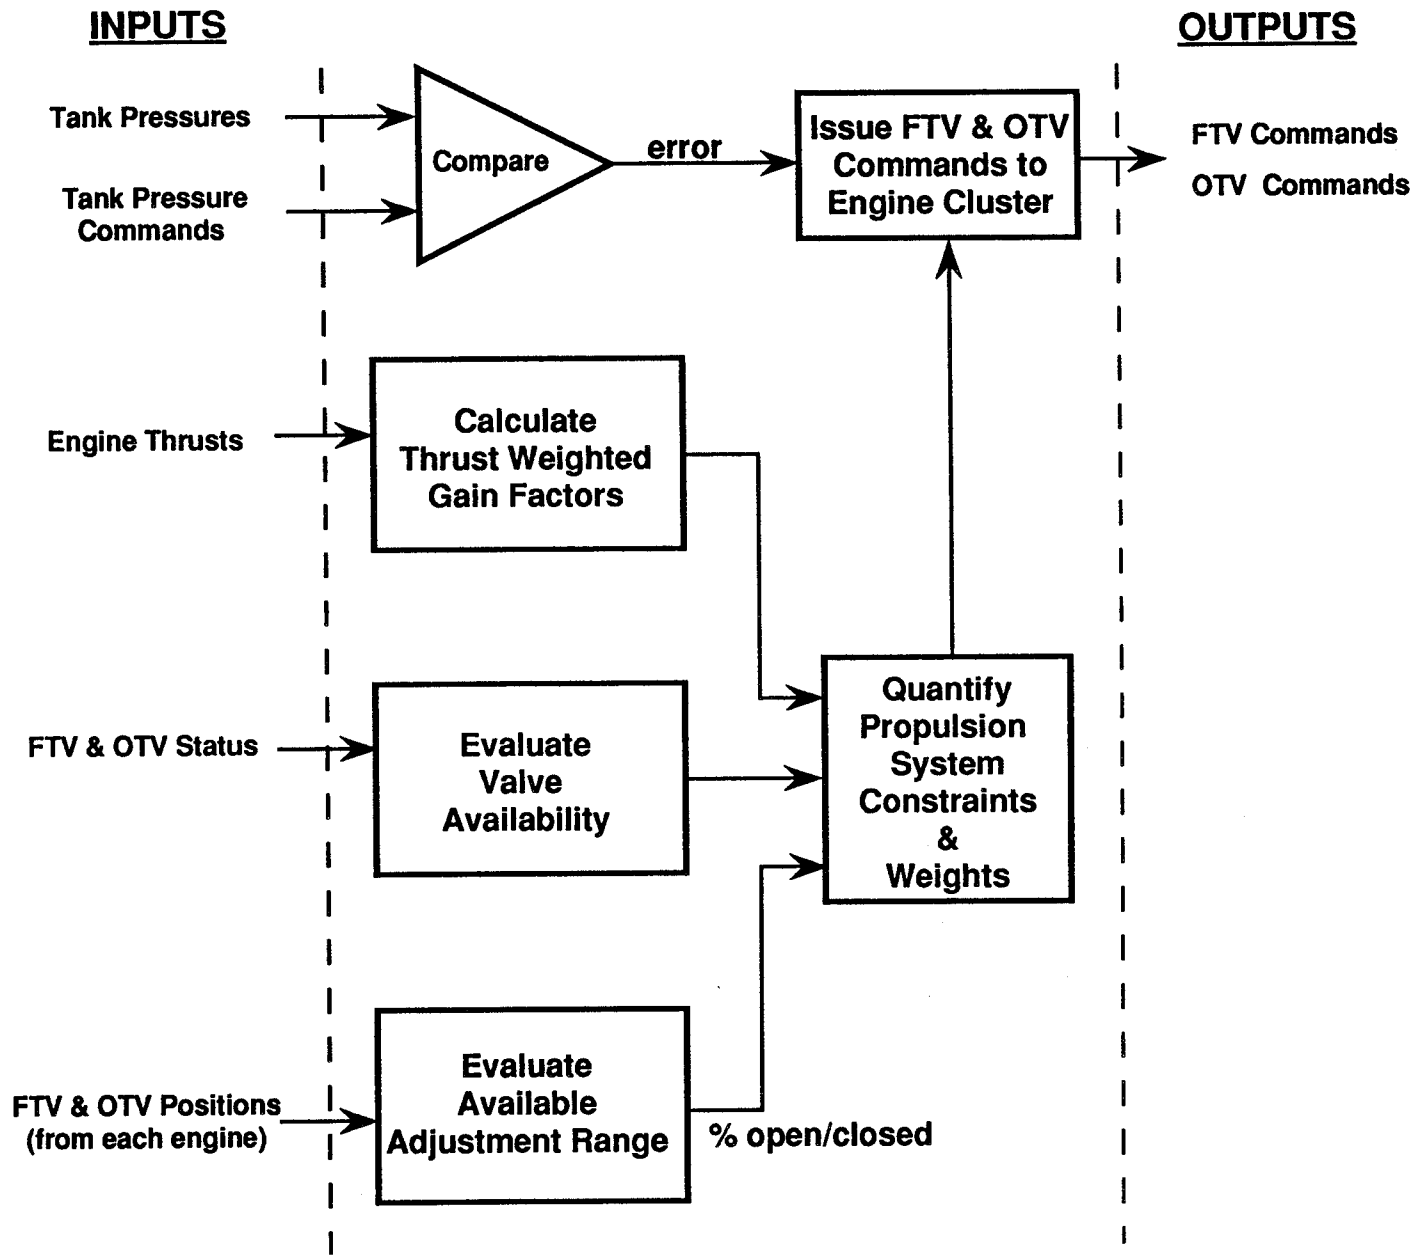 INPUTS
OUTPUTS
Tank Pressures
Tank Pressure
Commands
Compare
error
Issue FTV & OTV
Commands to
Engine Cluster
FTV Commands
OTV Commands
Engine Thrusts
Calculate
Thrust Weighted
Gain Factors
FTV & OTV Status
Evaluate
Valve
Availability
Quantify
Propulsion
System
Constraints
&
Weights
FTV & OTV Positions
(from each engine)
Evaluate
Available
Adjustment Range
% open/closed